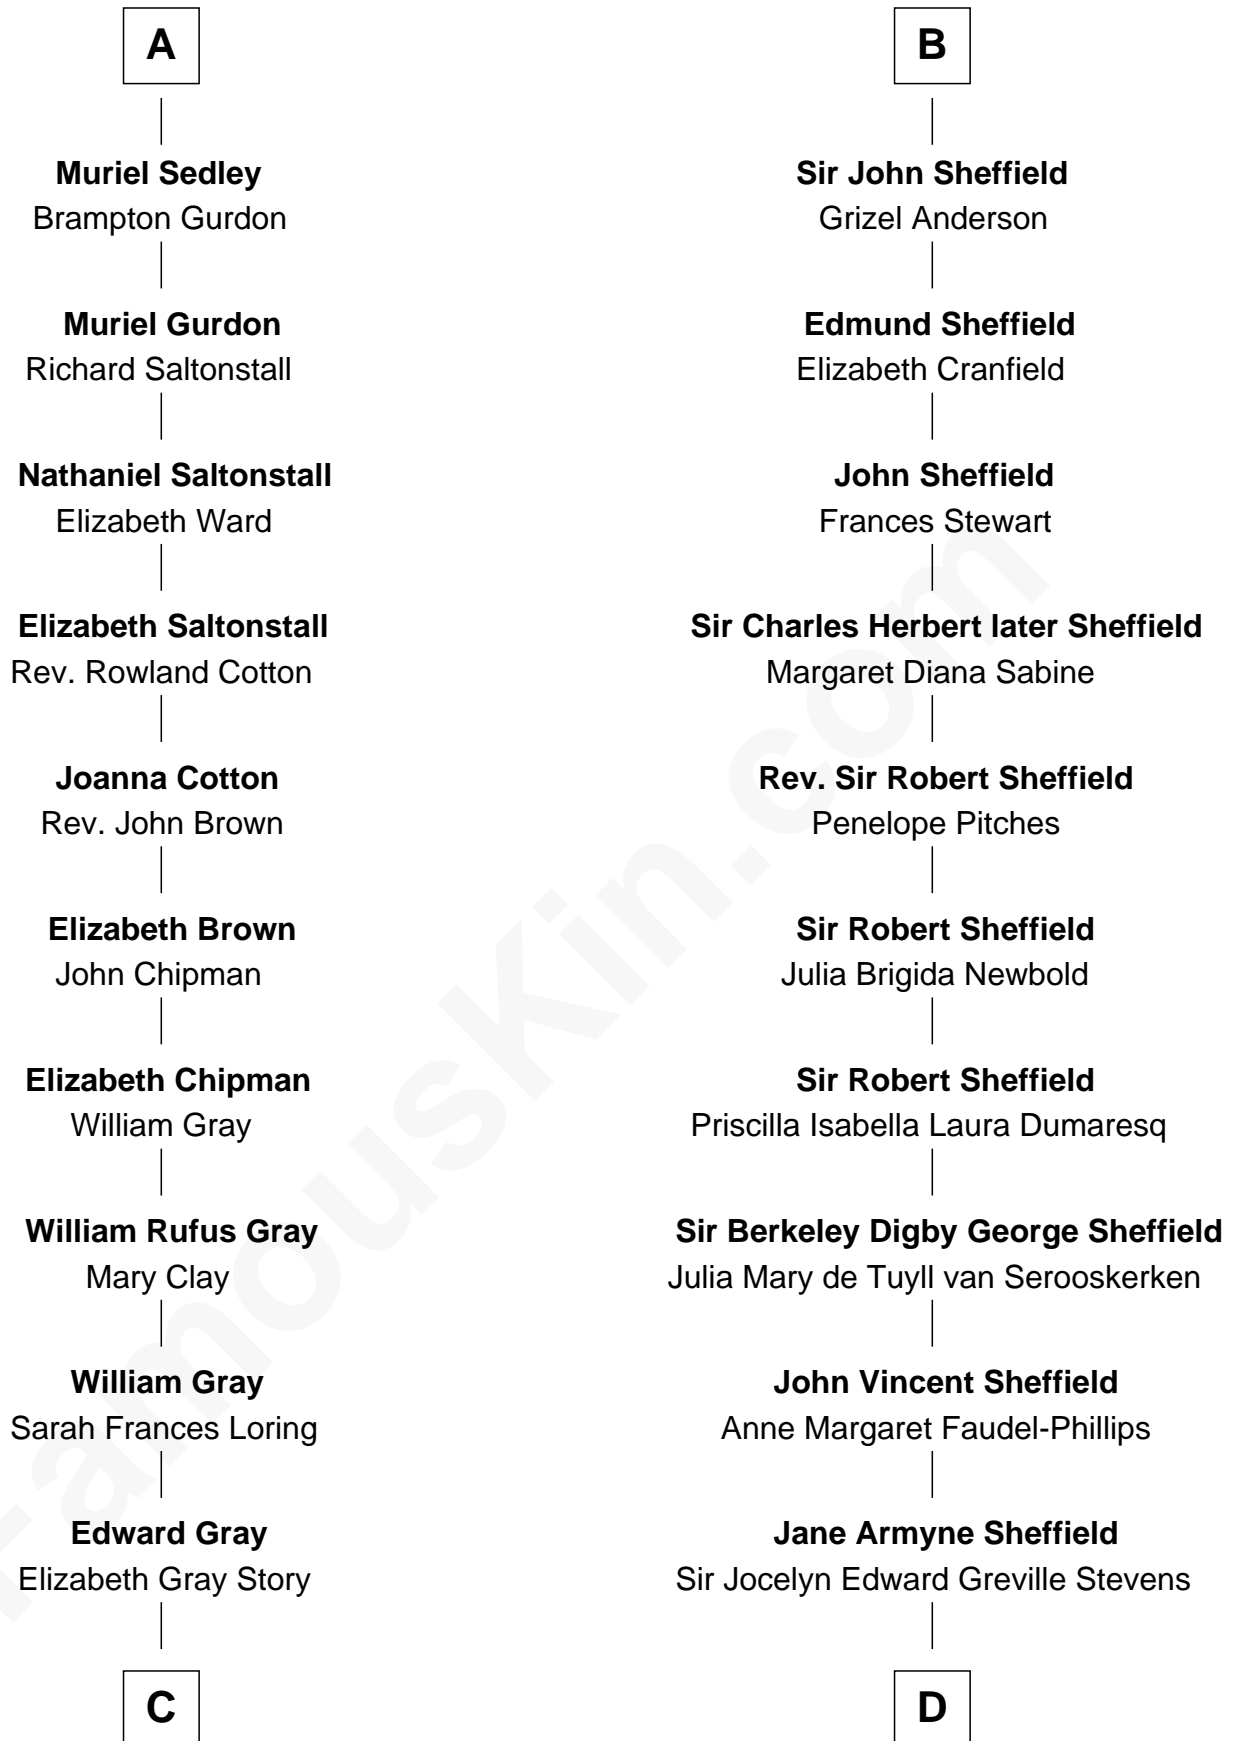 A
Muriel Sedley
Brampton Gurdon
Muriel Gurdon
Richard Saltonstall
Nathaniel Saltonstall
Elizabeth Ward
Elizabeth Saltonstall
Rev. Rowland Cotton
Joanna Cotton
Rev. John Brown
Elizabeth Brown
John Chipman
Elizabeth Chipman
William Gray
William Rufus Gray
Mary Clay
William Gray
Sarah Frances Loring
Edward Gray
Elizabeth Gray Story
C
B
Sir John Sheffield
Grizel Anderson
Edmund Sheffield
Elizabeth Cranfield
John Sheffield
Frances Stewart
Sir Charles Herbert later Sheffield
Margaret Diana Sabine
Rev. Sir Robert Sheffield
Penelope Pitches
Sir Robert Sheffield
Julia Brigida Newbold
Sir Robert Sheffield
Priscilla Isabella Laura Dumaresq
Sir Berkeley Digby George Sheffield
Julia Mary de Tuyll van Serooskerken
John Vincent Sheffield
Anne Margaret Faudel-Phillips
Jane Armyne Sheffield
Sir Jocelyn Edward Greville Stevens
D
FamousKin.com